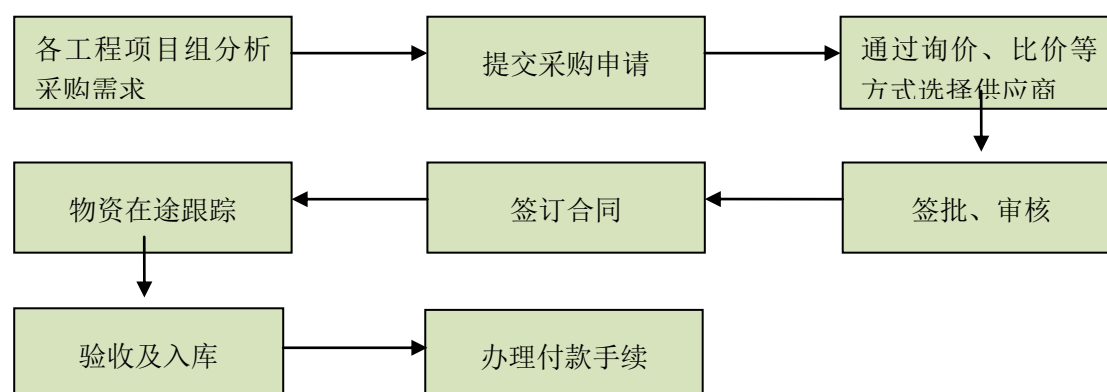 各工程项目组分析
采购需求
提交采购申请
通过询价、比价等
方式选择供应商
物资在途跟踪
签订合同
签批、审核
验收及入库
办理付款手续